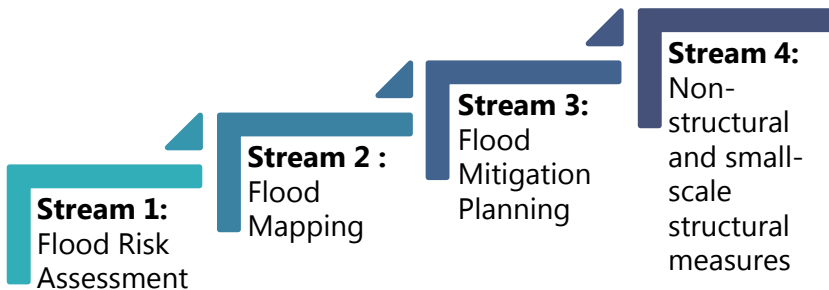 Stream 1:
Flood Risk
Assessment
Stream 2 :
Flood
Mapping
Stream 3:
Flood
Mitigation
Planning
Stream 4:
Non-
structural
and small-
scale
structural
measures